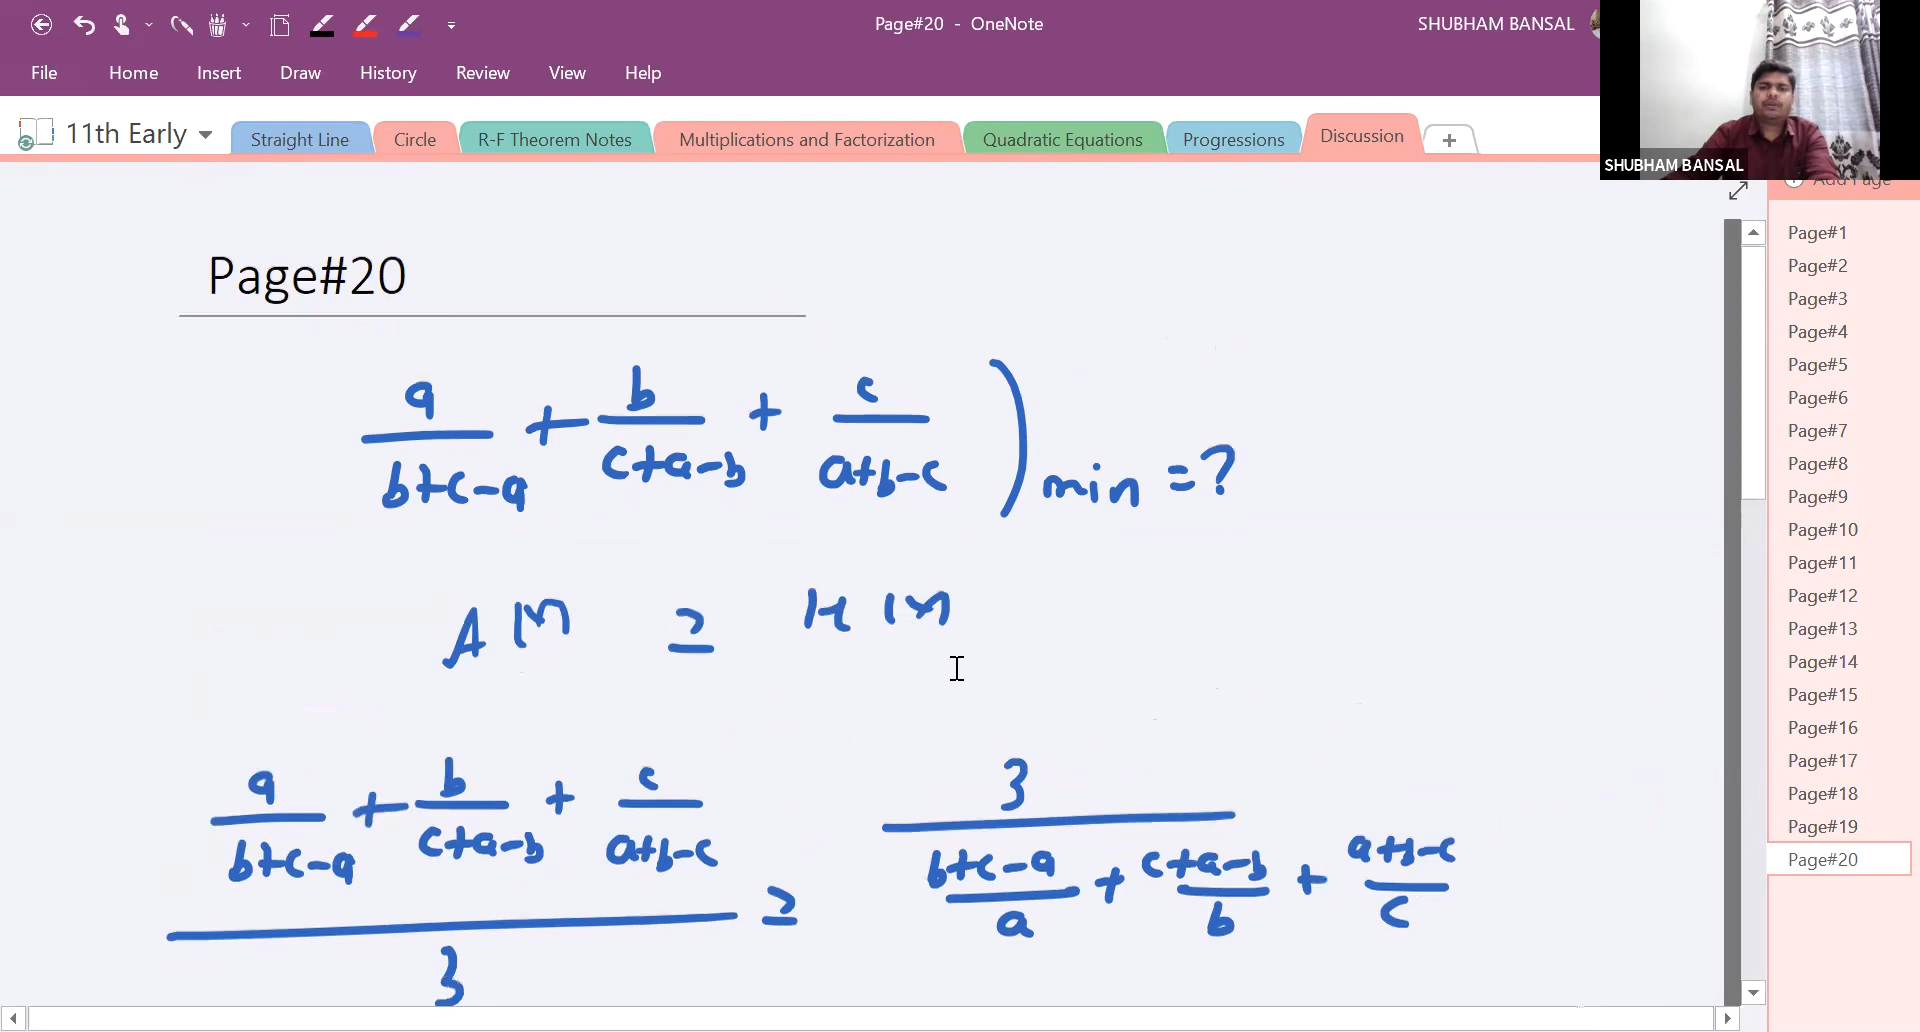 Page#20 - OneNote
SHUBHAM BANSAL
File Home Insert Draw History Review View Help
SHUBHAM BANSAL
11th Early
Straight Line Circle R-F Theorem Notes Multiplications and Factorization Quadratic Equations Progressions Discussion
Add Page
Page#20
a/(b+c-a) + b/(c+a-b) + c/(a+b-c) )min = ?
AM ≥ HM
(a/(b+c-a) + b/(c+a-b) + c/(a+b-c))/3 ≥ 3/((b+c-a)/a + (c+a-b)/b + (a+b-c)/c)
Page#1
Page#2
Page#3
Page#4
Page#5
Page#6
Page#7
Page#8
Page#9
Page#10
Page#11
Page#12
Page#13
Page#14
Page#15
Page#16
Page#17
Page#18
Page#19
Page#20